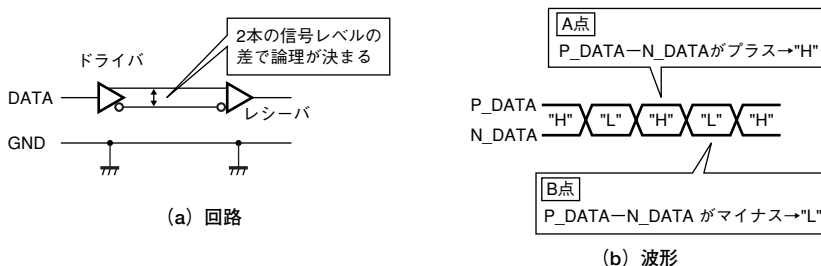 2本の信号レベルの
差で論理が決まる
ドライバ
DATA
レシーバ
GND
(a) 回路
A点
P_DATA－N_DATAがプラス→"H"
P_DATA
N_DATA
"H" "L" "H" "L" "H"
B点
P_DATA－N_DATA がマイナス→"L"
(b) 波形